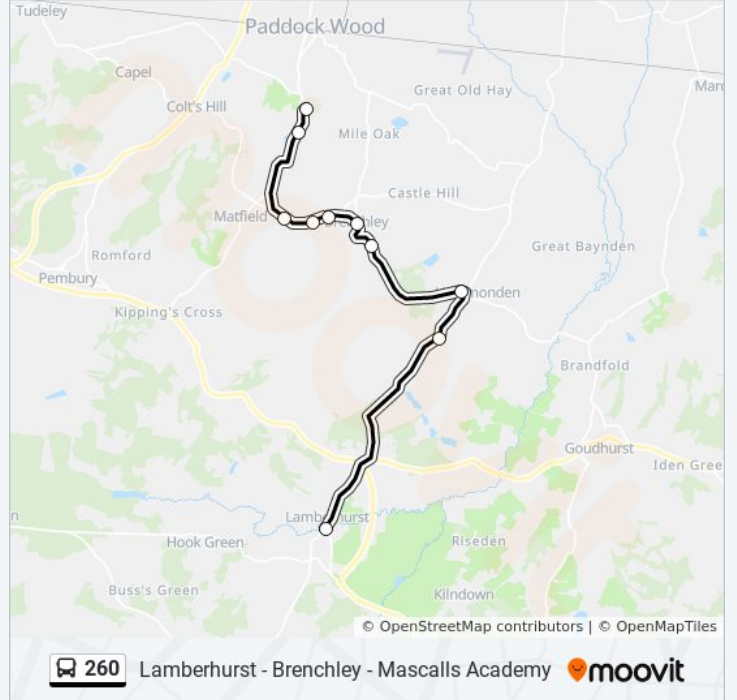 Tudeley
Paddock Wood
Capel
Great Old Hay
Colt's Hill
Mile Oak
Castle Hill
Matfield
Romford
Great Baynden
Pembury
Kipping's Cross
Brandfold
Goudhurst
Iden Gree
Hook Green
Riseden
Buss's Green
Kilndown
© OpenStreetMap contributors | © OpenMapTiles
260 Lamberhurst - Brenchley - Mascalls Academy moovit